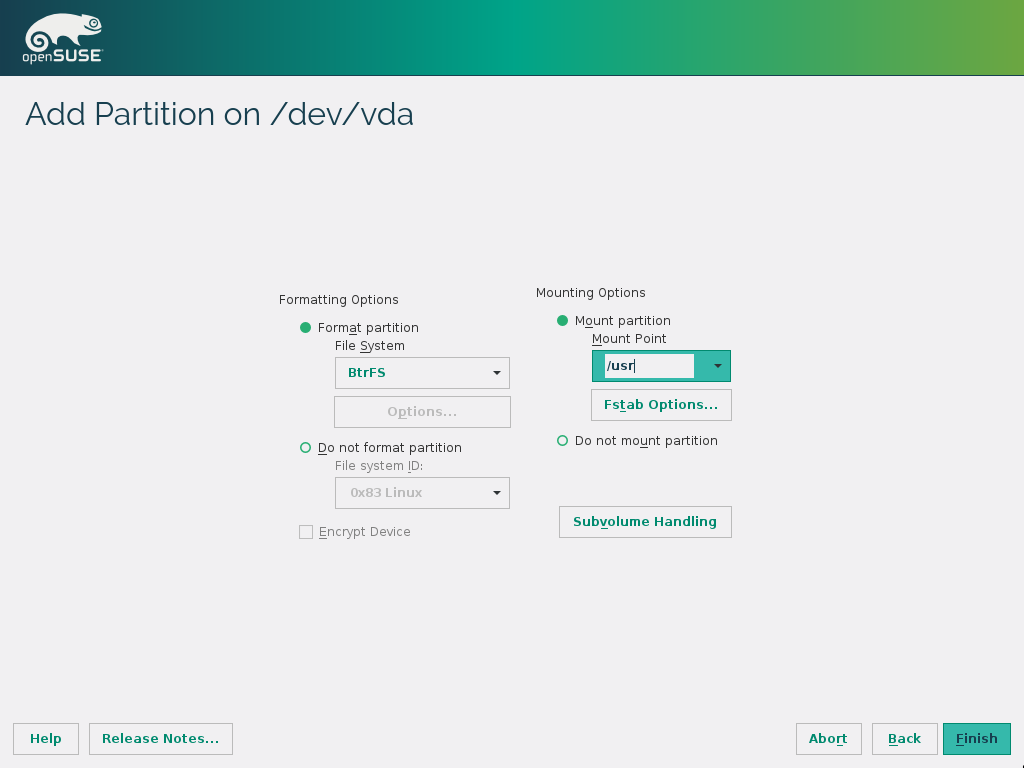 openSUSE
Add Partition on /dev/vda
Formatting Options
Format partition
File System
BtrFS
Options...
Do not format partition
File system ID:
0x83 Linux
Encrypt Device
Mounting Options
Mount partition
Mount Point
/usr
Fstab Options...
Do not mount partition
Subvolume Handling
Help
Release Notes...
Abort
Back
Finish